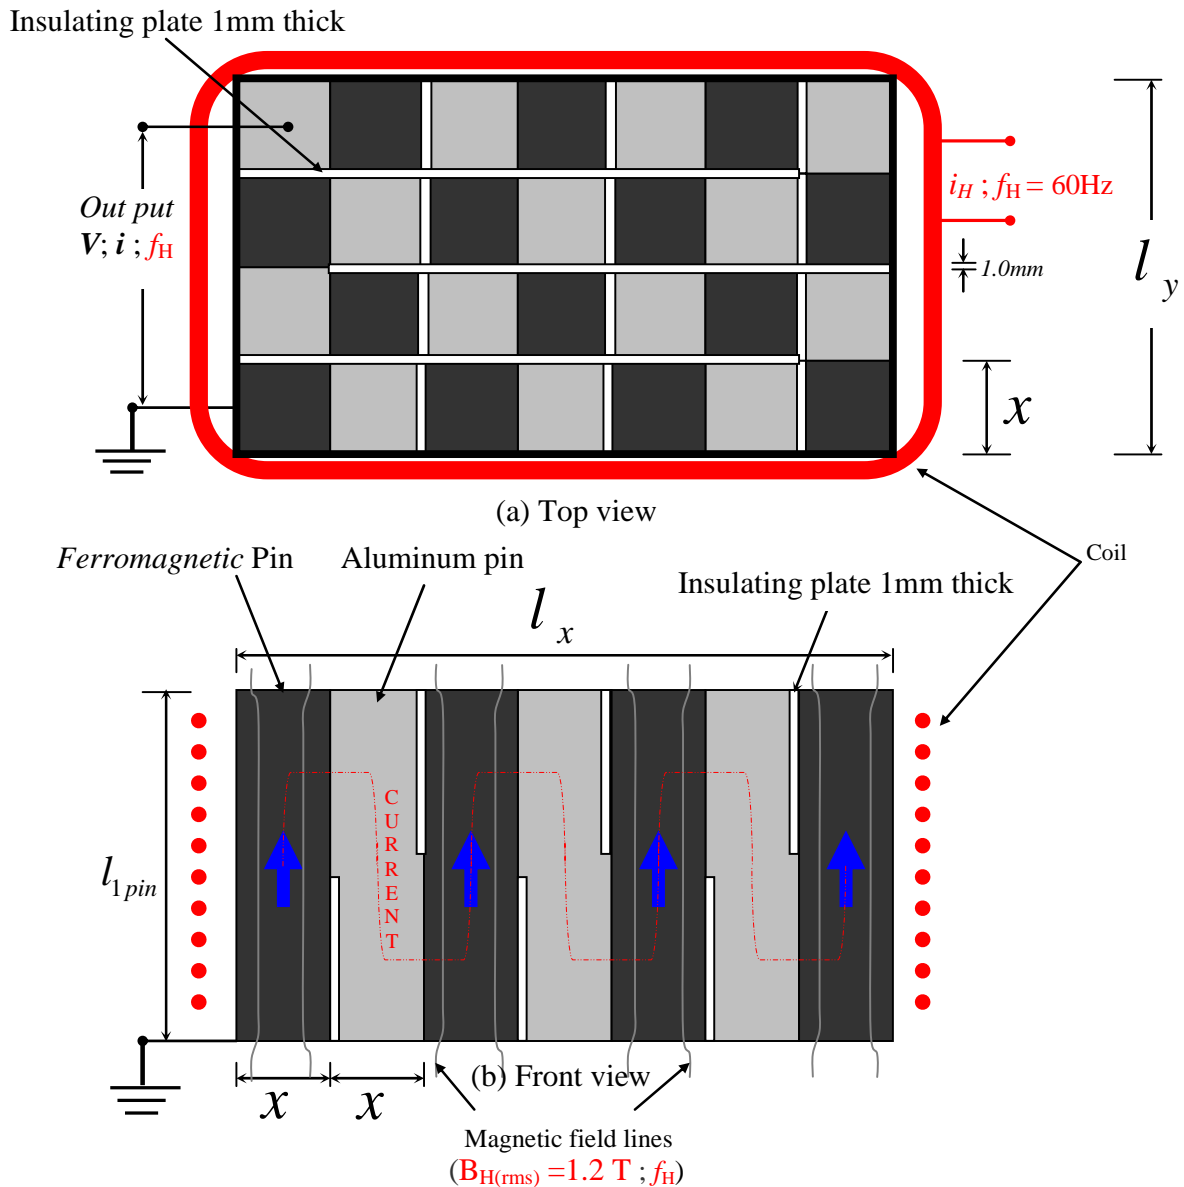 Insulating plate 1mm thick
Out put
V; i ; fH
iH ; fH = 60Hz
1.0mm
l y
x
(a) Top view
Coil
Ferromagnetic Pin
Aluminum pin
Insulating plate 1mm thick
l x
CURRENT
l1pin
x
x
(b) Front view
Magnetic field lines
(BH(rms) =1.2 T ; fH)